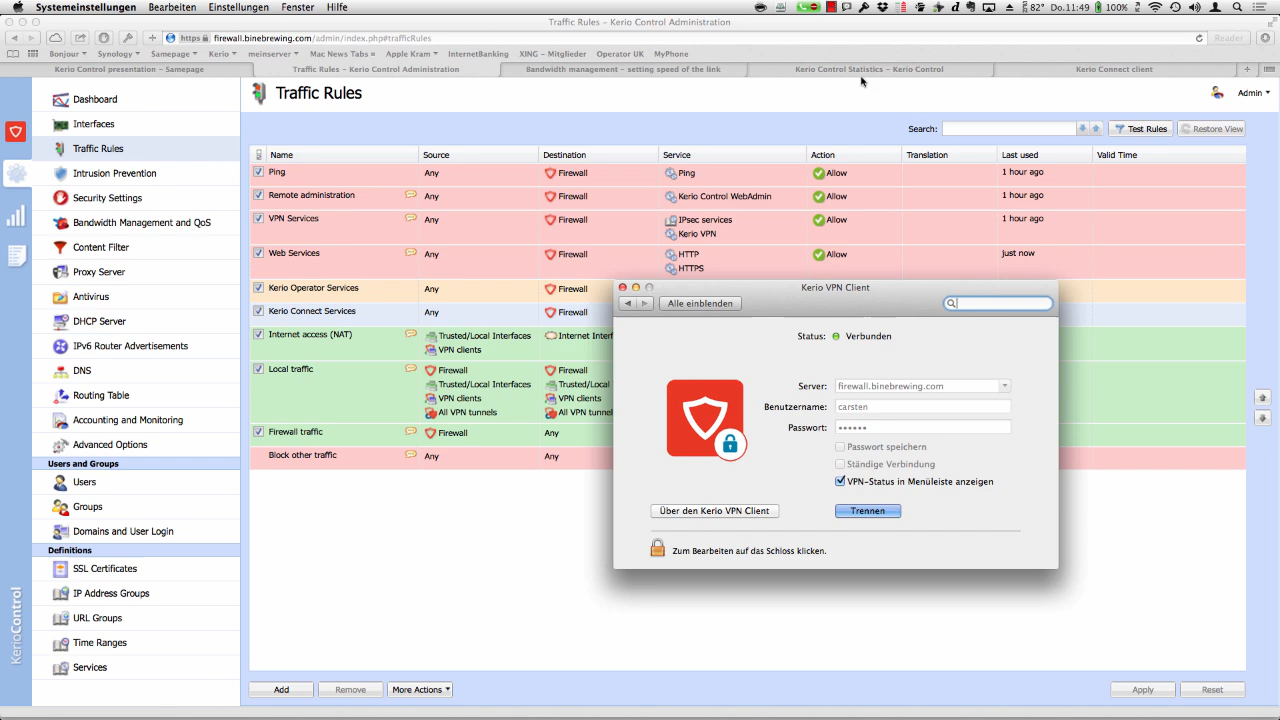 Systemeinstellungen Bearbeiten Einstellungen Fenster Hilfe 82° Do.11:49 100%
Traffic Rules – Kerio Control Administration
https firewall.binebrewing.com/admin/index.php#trafficRules Reader
Bonjour Synology Samepage Kerio meinserver Mac News Tabs Apple Kram InternetBanking XING – Mitglieder Operator UK MyPhone
Kerio Control presentation – Samepage Traffic Rules – Kerio Control Administration Bandwidth management – setting speed of the link Kerio Control Statistics – Kerio Control Kerio Connect client
Traffic Rules
Admin
Search: Test Rules Restore View
Dashboard
Interfaces
Traffic Rules
Intrusion Prevention
Security Settings
Bandwidth Management and QoS
Content Filter
Proxy Server
Antivirus
DHCP Server
IPv6 Router Advertisements
DNS
Routing Table
Accounting and Monitoring
Advanced Options
Users and Groups
Users
Groups
Domains and User Login
Definitions
SSL Certificates
IP Address Groups
URL Groups
Time Ranges
Services
KerioControl
Name Source Destination Service Action Translation Last used Valid Time
Ping Any Firewall Ping Allow 1 hour ago
Remote administration Any Firewall Kerio Control WebAdmin Allow 1 hour ago
VPN Services Any Firewall IPsec services Allow 1 hour ago
Kerio VPN
Web Services Any Firewall HTTP Allow just now
HTTPS
Kerio Operator Services Any Firewall
Kerio Connect Services Any Firewall
Internet access (NAT) Trusted/Local Interfaces Internet Interf
VPN clients
Local traffic Firewall Firewall
Trusted/Local Interfaces Trusted/Local
VPN clients VPN clients
All VPN tunnels All VPN tunnel
Firewall traffic Firewall Any
Block other traffic Any Any
Kerio VPN Client
Alle einblenden
Status: Verbunden
Server: firewall.binebrewing.com
Benutzername: carsten
Passwort: ••••••
Passwort speichern
Ständige Verbindung
VPN-Status in Menüleiste anzeigen
Über den Kerio VPN Client Trennen
Zum Bearbeiten auf das Schloss klicken.
Add Remove More Actions Apply Reset